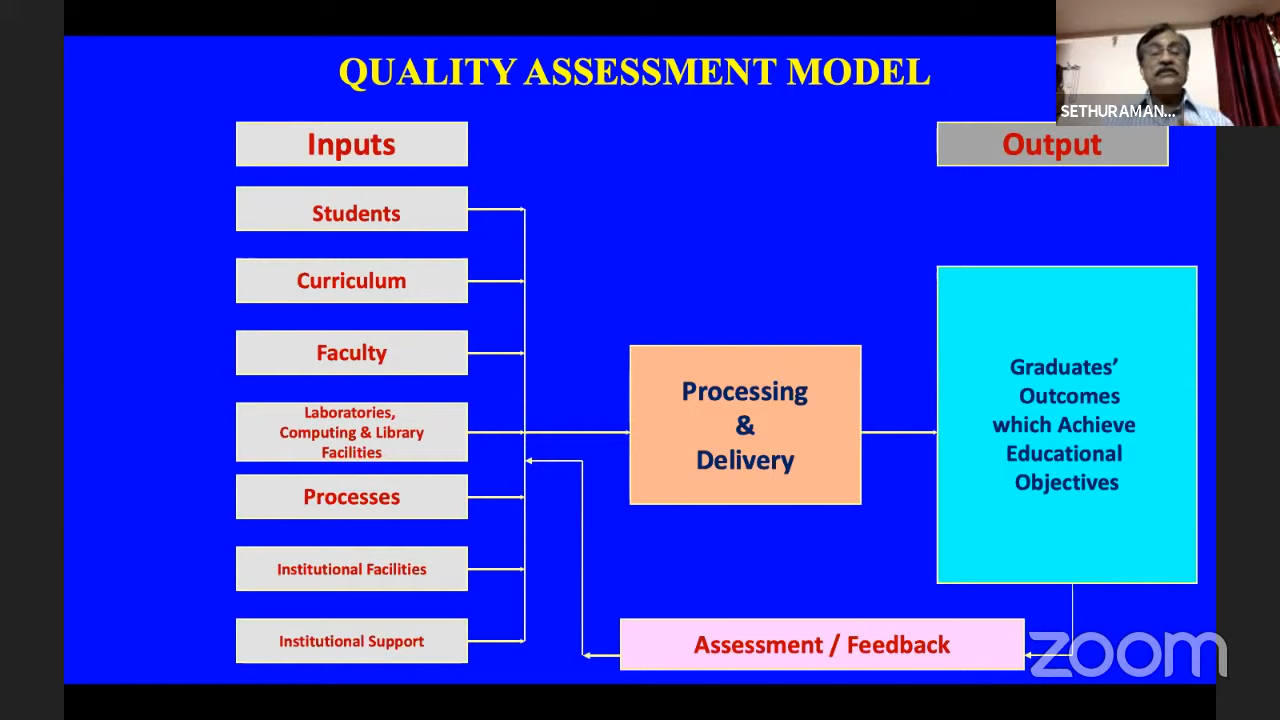 QUALITY ASSESSMENT MODEL
SETHURAMAN...
Inputs
Output
Students
Curriculum
Faculty
Laboratories,
Computing & Library
Facilities
Processes
Institutional Facilities
Institutional Support
Processing
&
Delivery
Graduates’
Outcomes
which Achieve
Educational
Objectives
Assessment / Feedback
zoom